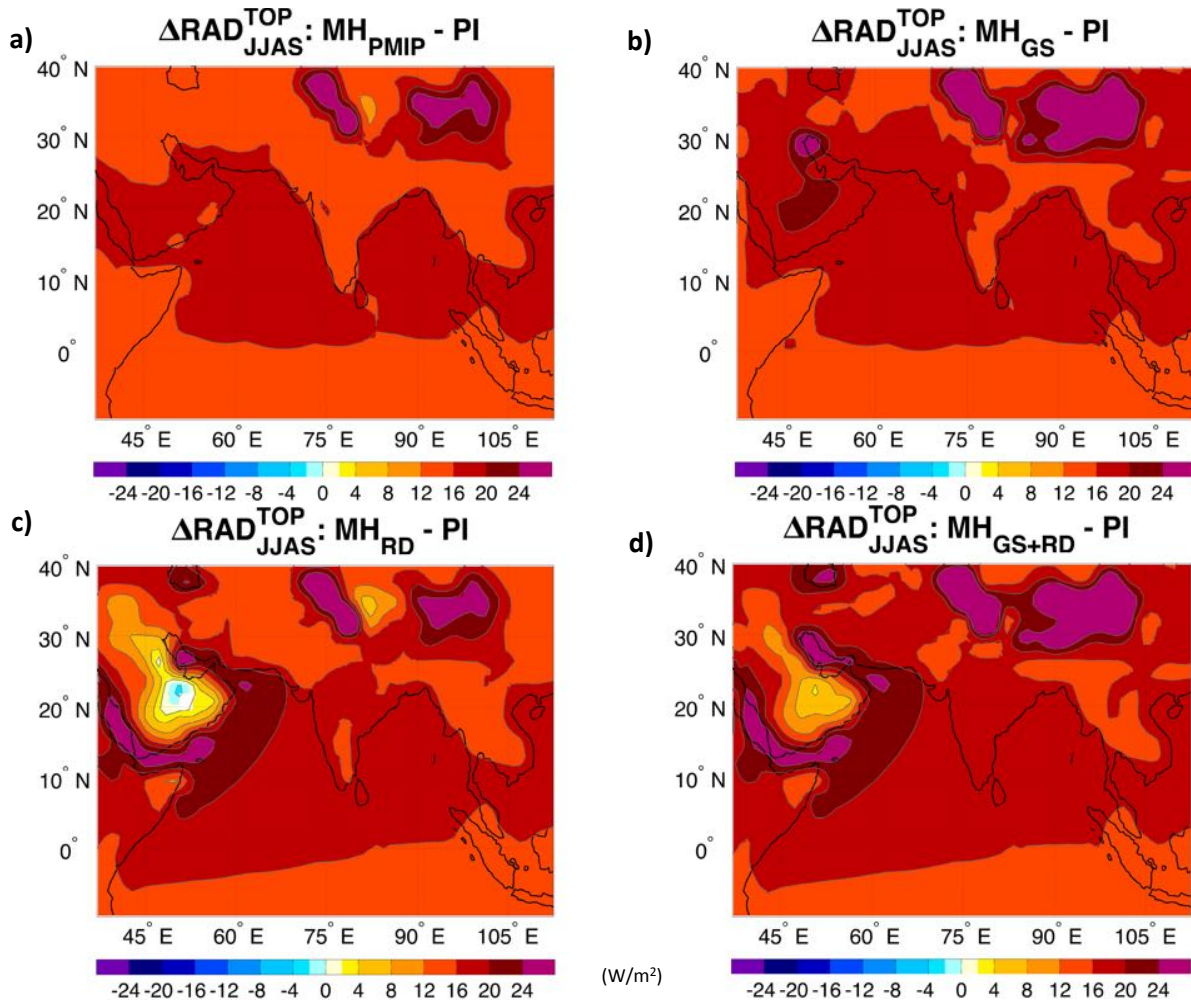 a)
ΔRAD^TOP_JJAS: MH_PMIP - PI
40° N
30° N
20° N
10° N
0°
45° E 60° E 75° E 90° E 105° E
-24 -20 -16 -12 -8 -4 0 4 8 12 16 20 24
b)
ΔRAD^TOP_JJAS: MH_GS - PI
40° N
30° N
20° N
10° N
0°
45° E 60° E 75° E 90° E 105° E
-24 -20 -16 -12 -8 -4 0 4 8 12 16 20 24
c)
ΔRAD^TOP_JJAS: MH_RD - PI
40° N
30° N
20° N
10° N
0°
45° E 60° E 75° E 90° E 105° E
-24 -20 -16 -12 -8 -4 0 4 8 12 16 20 24
d)
ΔRAD^TOP_JJAS: MH_GS+RD - PI
40° N
30° N
20° N
10° N
0°
45° E 60° E 75° E 90° E 105° E
-24 -20 -16 -12 -8 -4 0 4 8 12 16 20 24
(W/m²)